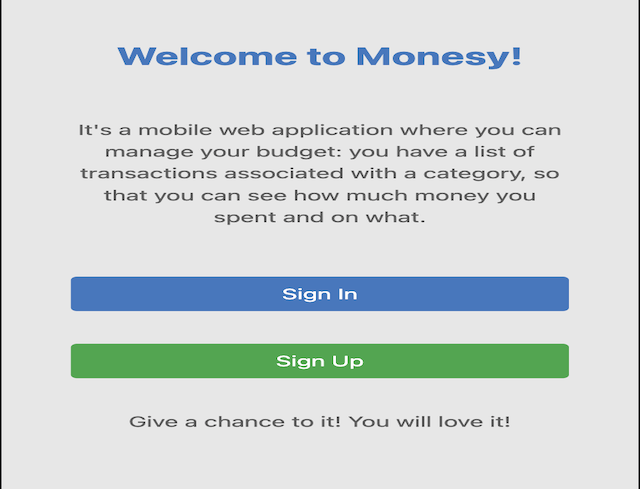 Welcome to Monesy!
It's a mobile web application where you can
manage your budget: you have a list of
transactions associated with a category, so
that you can see how much money you
spent and on what.
Sign In
Sign Up
Give a chance to it! You will love it!